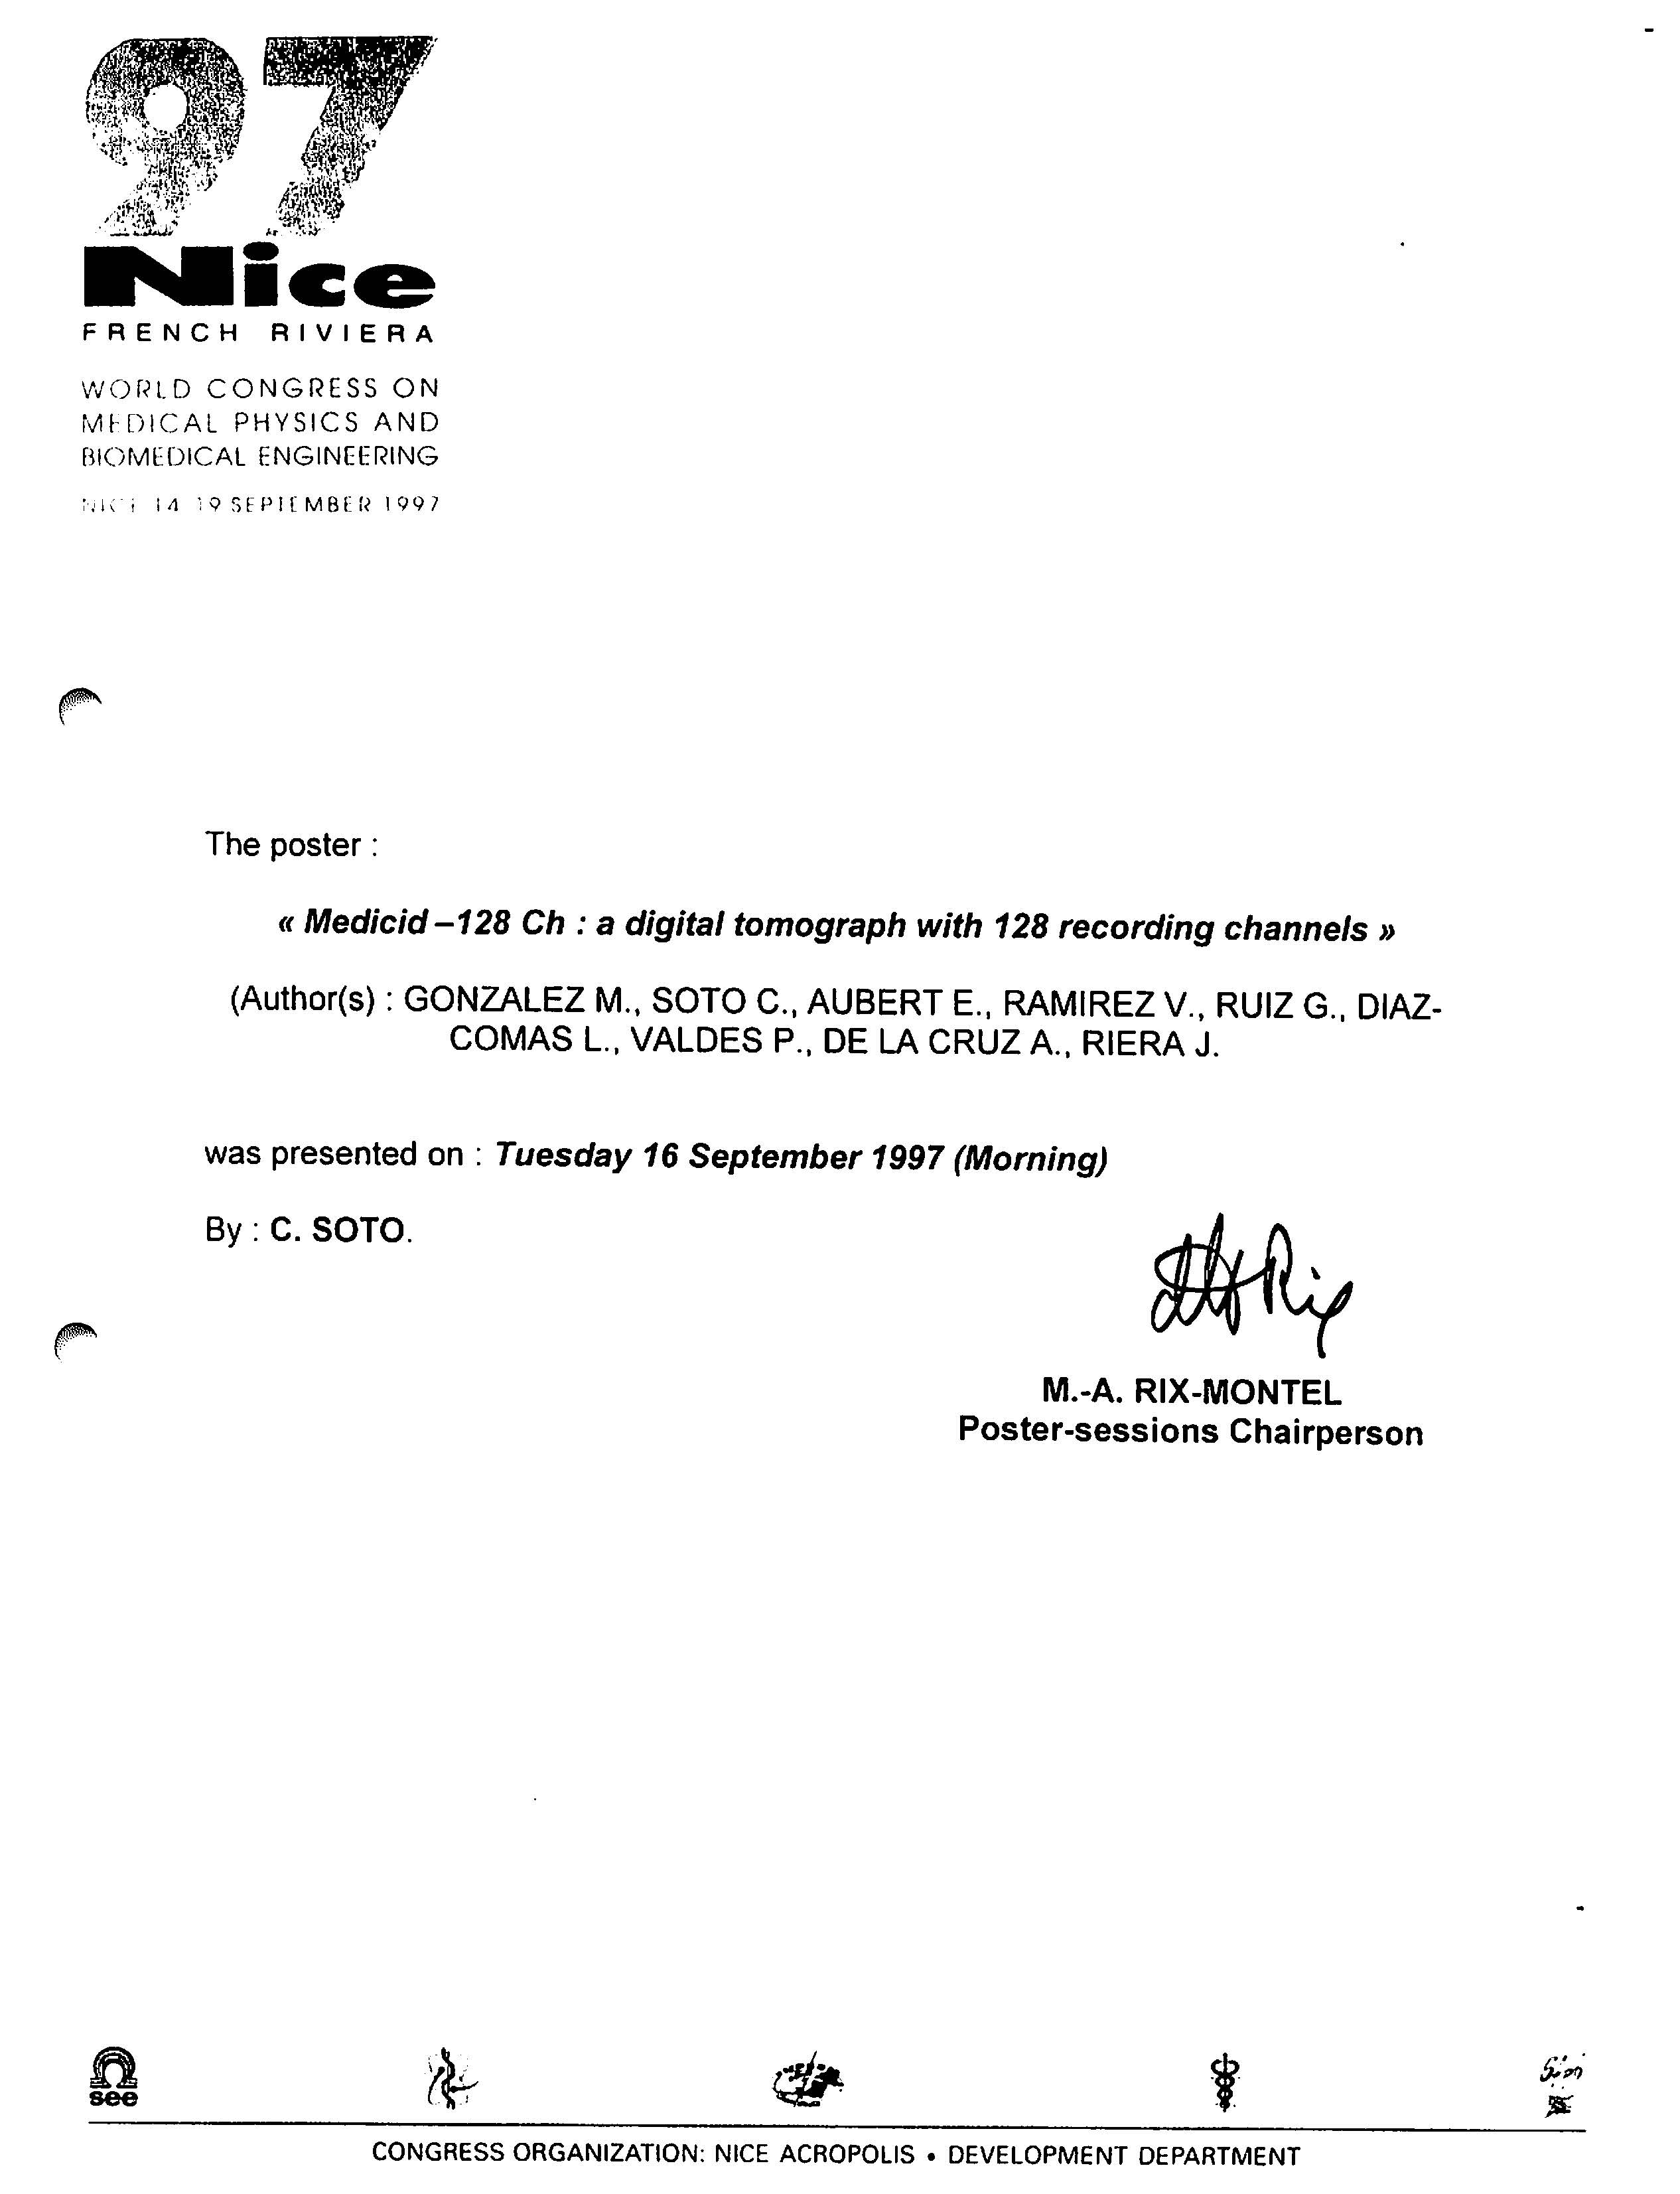 97
Nice
FRENCH RIVIERA
WORLD CONGRESS ON
MEDICAL PHYSICS AND
BIOMEDICAL ENGINEERING
NICE 14 19 SEPTEMBER 1997
The poster :
« Medicid –128 Ch : a digital tomograph with 128 recording channels »
(Author(s) : GONZALEZ M., SOTO C., AUBERT E., RAMIREZ V., RUIZ G., DIAZ-
COMAS L., VALDES P., DE LA CRUZ A., RIERA J.
was presented on : Tuesday 16 September 1997 (Morning)
By : C. SOTO.
Rix
M.-A. RIX-MONTEL
Poster-sessions Chairperson
see
CONGRESS ORGANIZATION: NICE ACROPOLIS • DEVELOPMENT DEPARTMENT